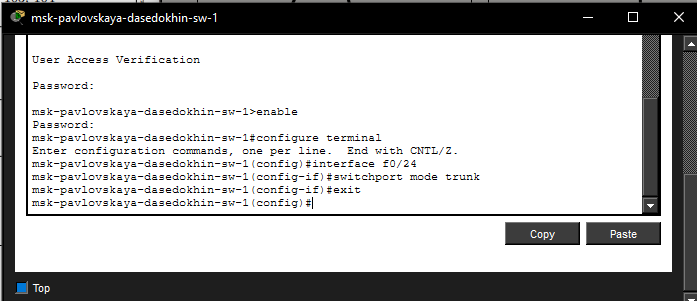 msk-pavlovskaya-dasedokhin-sw-1
User Access Verification
Password:
msk-pavlovskaya-dasedokhin-sw-1>enable
Password:
msk-pavlovskaya-dasedokhin-sw-1#configure terminal
Enter configuration commands, one per line.  End with CNTL/Z.
msk-pavlovskaya-dasedokhin-sw-1(config)#interface f0/24
msk-pavlovskaya-dasedokhin-sw-1(config-if)#switchport mode trunk
msk-pavlovskaya-dasedokhin-sw-1(config-if)#exit
msk-pavlovskaya-dasedokhin-sw-1(config)#
Copy
Paste
Top